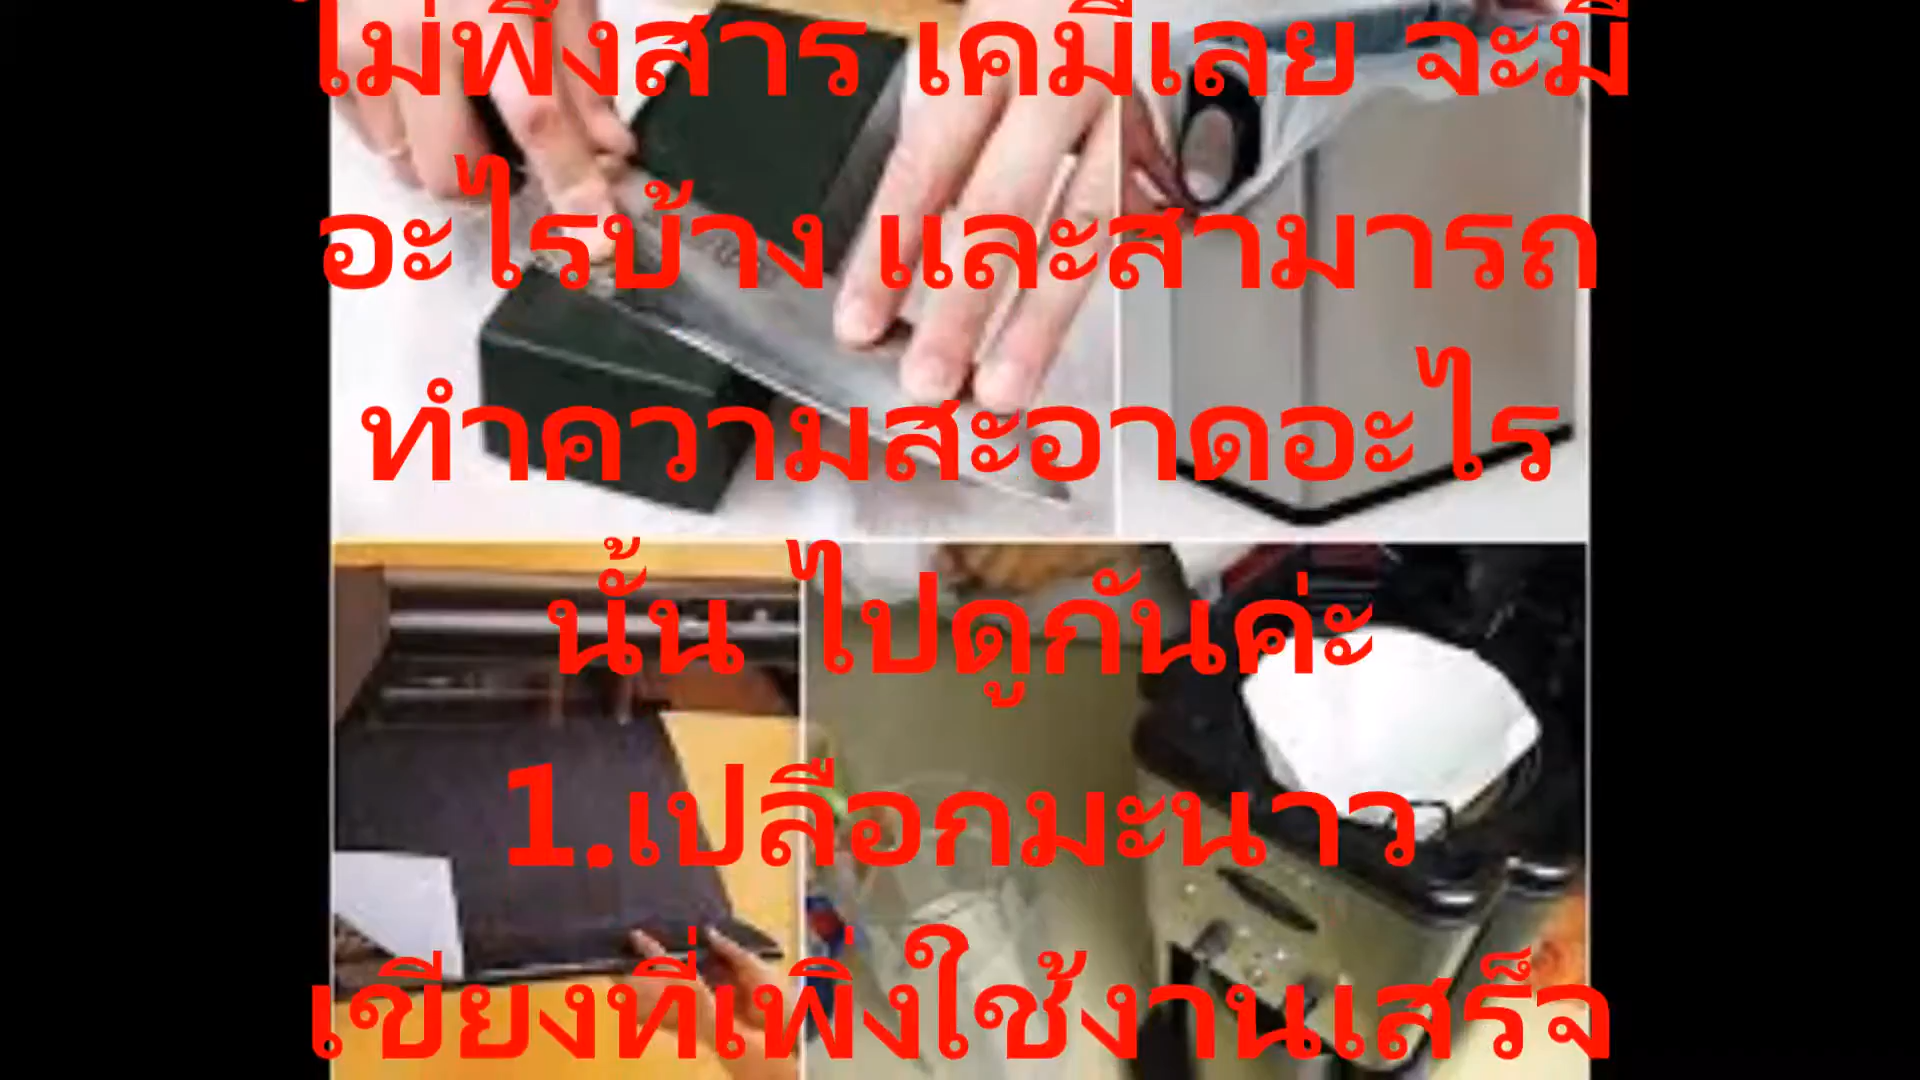 ไม่พึ่งสาร เคมีเลย จะมี
อะไรบ้าง และสามารถ
ทำความสะอาดอะไร
นั้น ไปดูกันค่ะ
1.เปลือกมะนาว
เขียงที่เพิ่งใช้งานเสร็จ